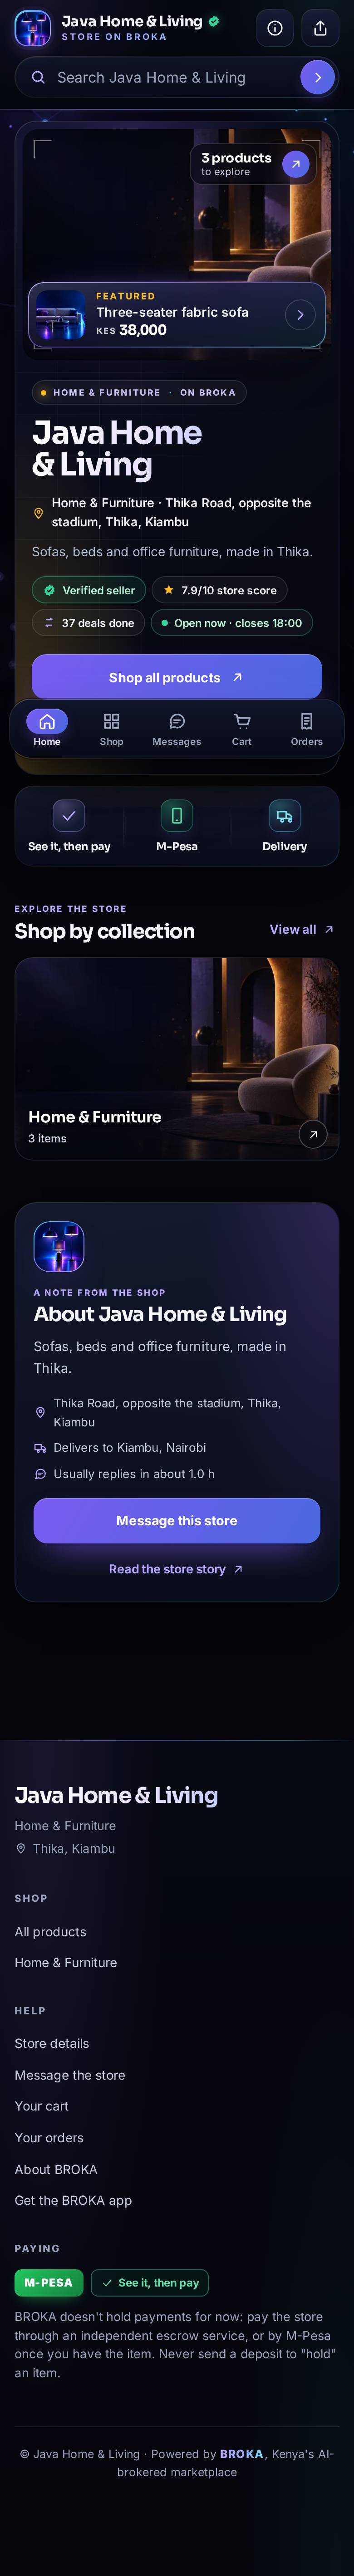 Java Home & Living
STORE ON BROKA
Search Java Home & Living
3 products
to explore
FEATURED
Three-seater fabric sofa
KES 38,000
HOME & FURNITURE · ON BROKA
Java Home
& Living
Home & Furniture · Thika Road, opposite the
stadium, Thika, Kiambu
Sofas, beds and office furniture, made in Thika.
Verified seller
7.9/10 store score
37 deals done
Open now · closes 18:00
Shop all products
Home
Shop
Messages
Cart
Orders
See it, then pay
M-Pesa
Delivery
EXPLORE THE STORE
Shop by collection
View all
Home & Furniture
3 items
A NOTE FROM THE SHOP
About Java Home & Living
Sofas, beds and office furniture, made in
Thika.
Thika Road, opposite the stadium, Thika,
Kiambu
Delivers to Kiambu, Nairobi
Usually replies in about 1.0 h
Message this store
Read the store story
Java Home & Living
Home & Furniture
Thika, Kiambu
SHOP
All products
Home & Furniture
HELP
Store details
Message the store
Your cart
Your orders
About BROKA
Get the BROKA app
PAYING
M-PESA
See it, then pay
BROKA doesn't hold payments for now: pay the store
through an independent escrow service, or by M-Pesa
once you have the item. Never send a deposit to "hold"
an item.
© Java Home & Living · Powered by BROKA, Kenya's AI-
brokered marketplace